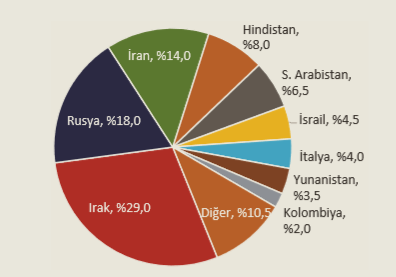 Hindistan,
%8,0
İran, %14,0
S. Arabistan,
%6,5
Rusya, %18,0
İsrail, %4,5
İtalya, %4,0
Yunanistan,
%3,5
Irak, %29,0
Diğer, %10,5
Kolombiya,
%2,0